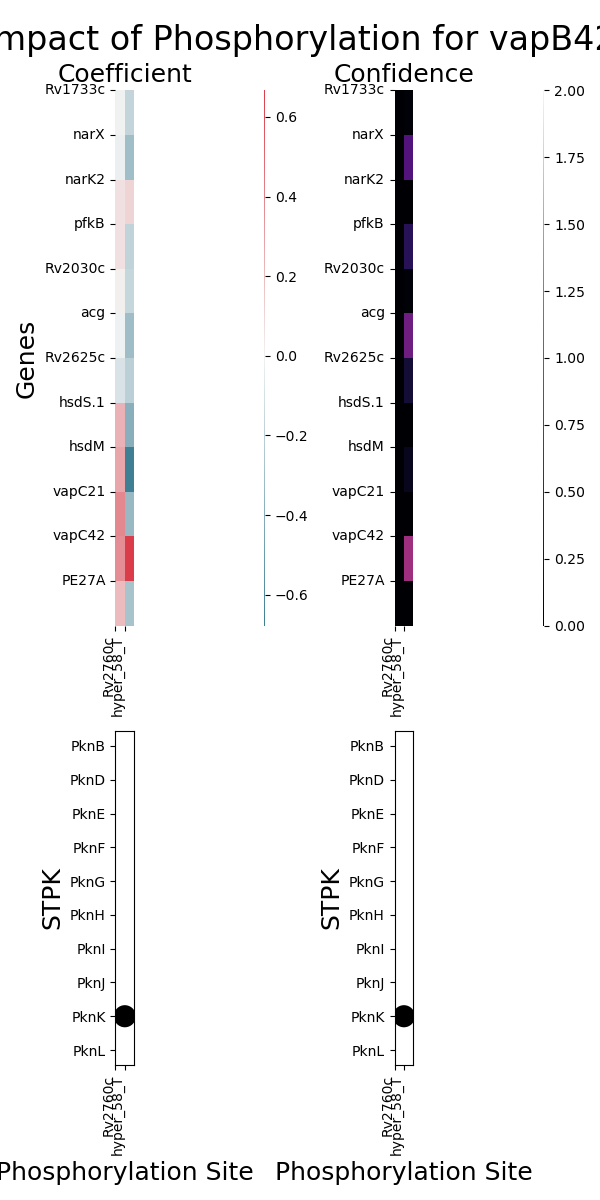 mpact of Phosphorylation for vapB42
Coefficient
Confidence
Genes
Rv1733c
narX
narK2
pfkB
Rv2030c
acg
Rv2625c
hsdS.1
hsdM
vapC21
vapC42
PE27A
0.6
0.4
0.2
0.0
−0.2
−0.4
−0.6
Rv2760c
hyper_58_T
Rv1733c
narX
narK2
pfkB
Rv2030c
acg
Rv2625c
hsdS.1
hsdM
vapC21
vapC42
PE27A
2.00
1.75
1.50
1.25
1.00
0.75
0.50
0.25
0.00
Rv2760c
hyper_58_T
STPK
PknB
PknD
PknE
PknF
PknG
PknH
PknI
PknJ
PknK
PknL
Rv2760c
hyper_58_T
Phosphorylation Site
STPK
PknB
PknD
PknE
PknF
PknG
PknH
PknI
PknJ
PknK
PknL
Rv2760c
hyper_58_T
Phosphorylation Site